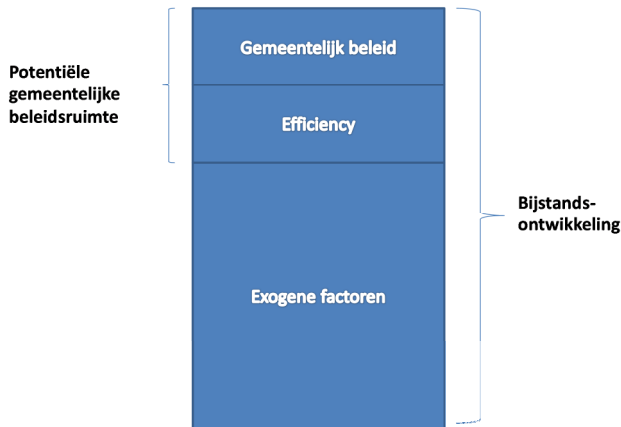 Gemeentelijk beleid
Potentiële
gemeentelijke
beleidsruimte
Efficiency
Bijstands-
ontwikkeling
Exogene factoren